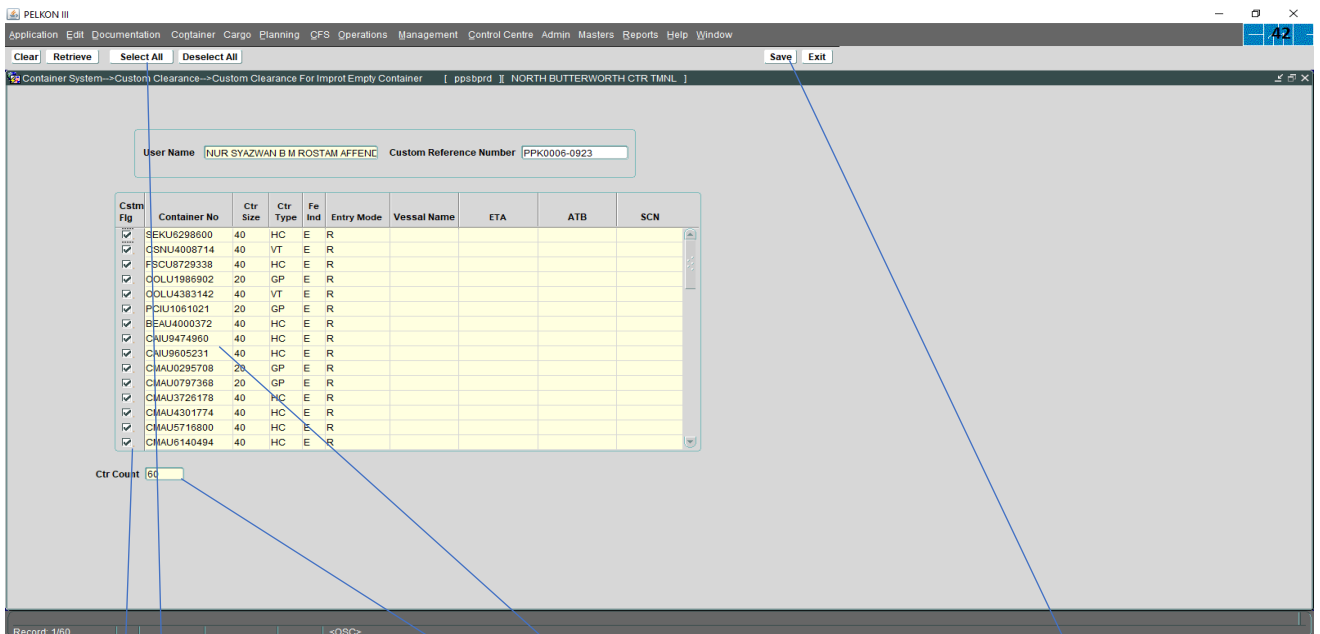 PELKON III
Application Edit Documentation Container Cargo Planning CFS Operations Management Control Centre Admin Masters Reports Help Window
42
Clear Retrieve Select All Deselect All Save Exit
Container System-->Custom Clearance-->Custom Clearance For Improt Empty Container [ ppsbprd ][ NORTH BUTTERWORTH CTR TMNL ]
User Name NUR SYAZWAN B M ROSTAM AFFEND Custom Reference Number PPK0006-0923
Cstm Flg Container No Ctr Size Ctr Type Fe Ind Entry Mode Vessal Name ETA ATB SCN
SEKU6298600 40 HC E R
CSNU4008714 40 VT E R
FSCU8729338 40 HC E R
OOLU1986902 20 GP E R
OOLU4383142 40 VT E R
PCIU1061021 20 GP E R
BEAU4000372 40 HC E R
CAIU9474960 40 HC E R
CAIU9605231 40 HC E R
CMAU0295708 20 GP E R
CMAU0797368 20 GP E R
CMAU3726178 40 HC E R
CMAU4301774 40 HC E R
CMAU5716800 40 HC E R
CMAU6140494 40 HC E R
Ctr Count 60
Record: 1/60 <OSC>